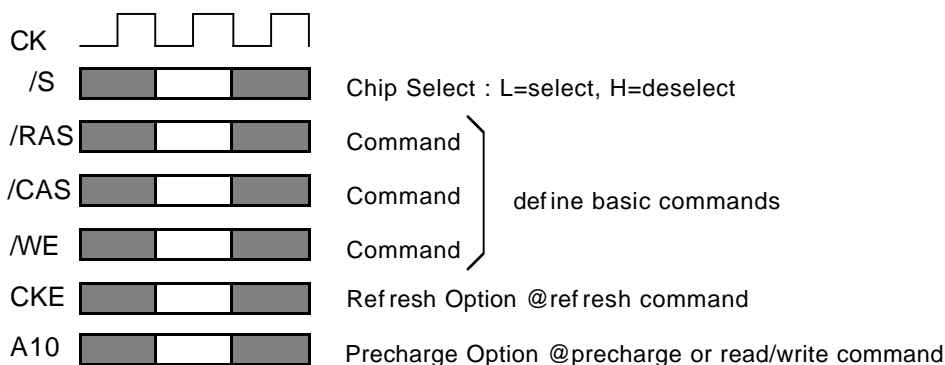 CK
/S Chip Select : L=select, H=deselect
/RAS Command
/CAS Command define basic commands
/WE Command
CKE Refresh Option @refresh command
A10 Precharge Option @precharge or read/write command